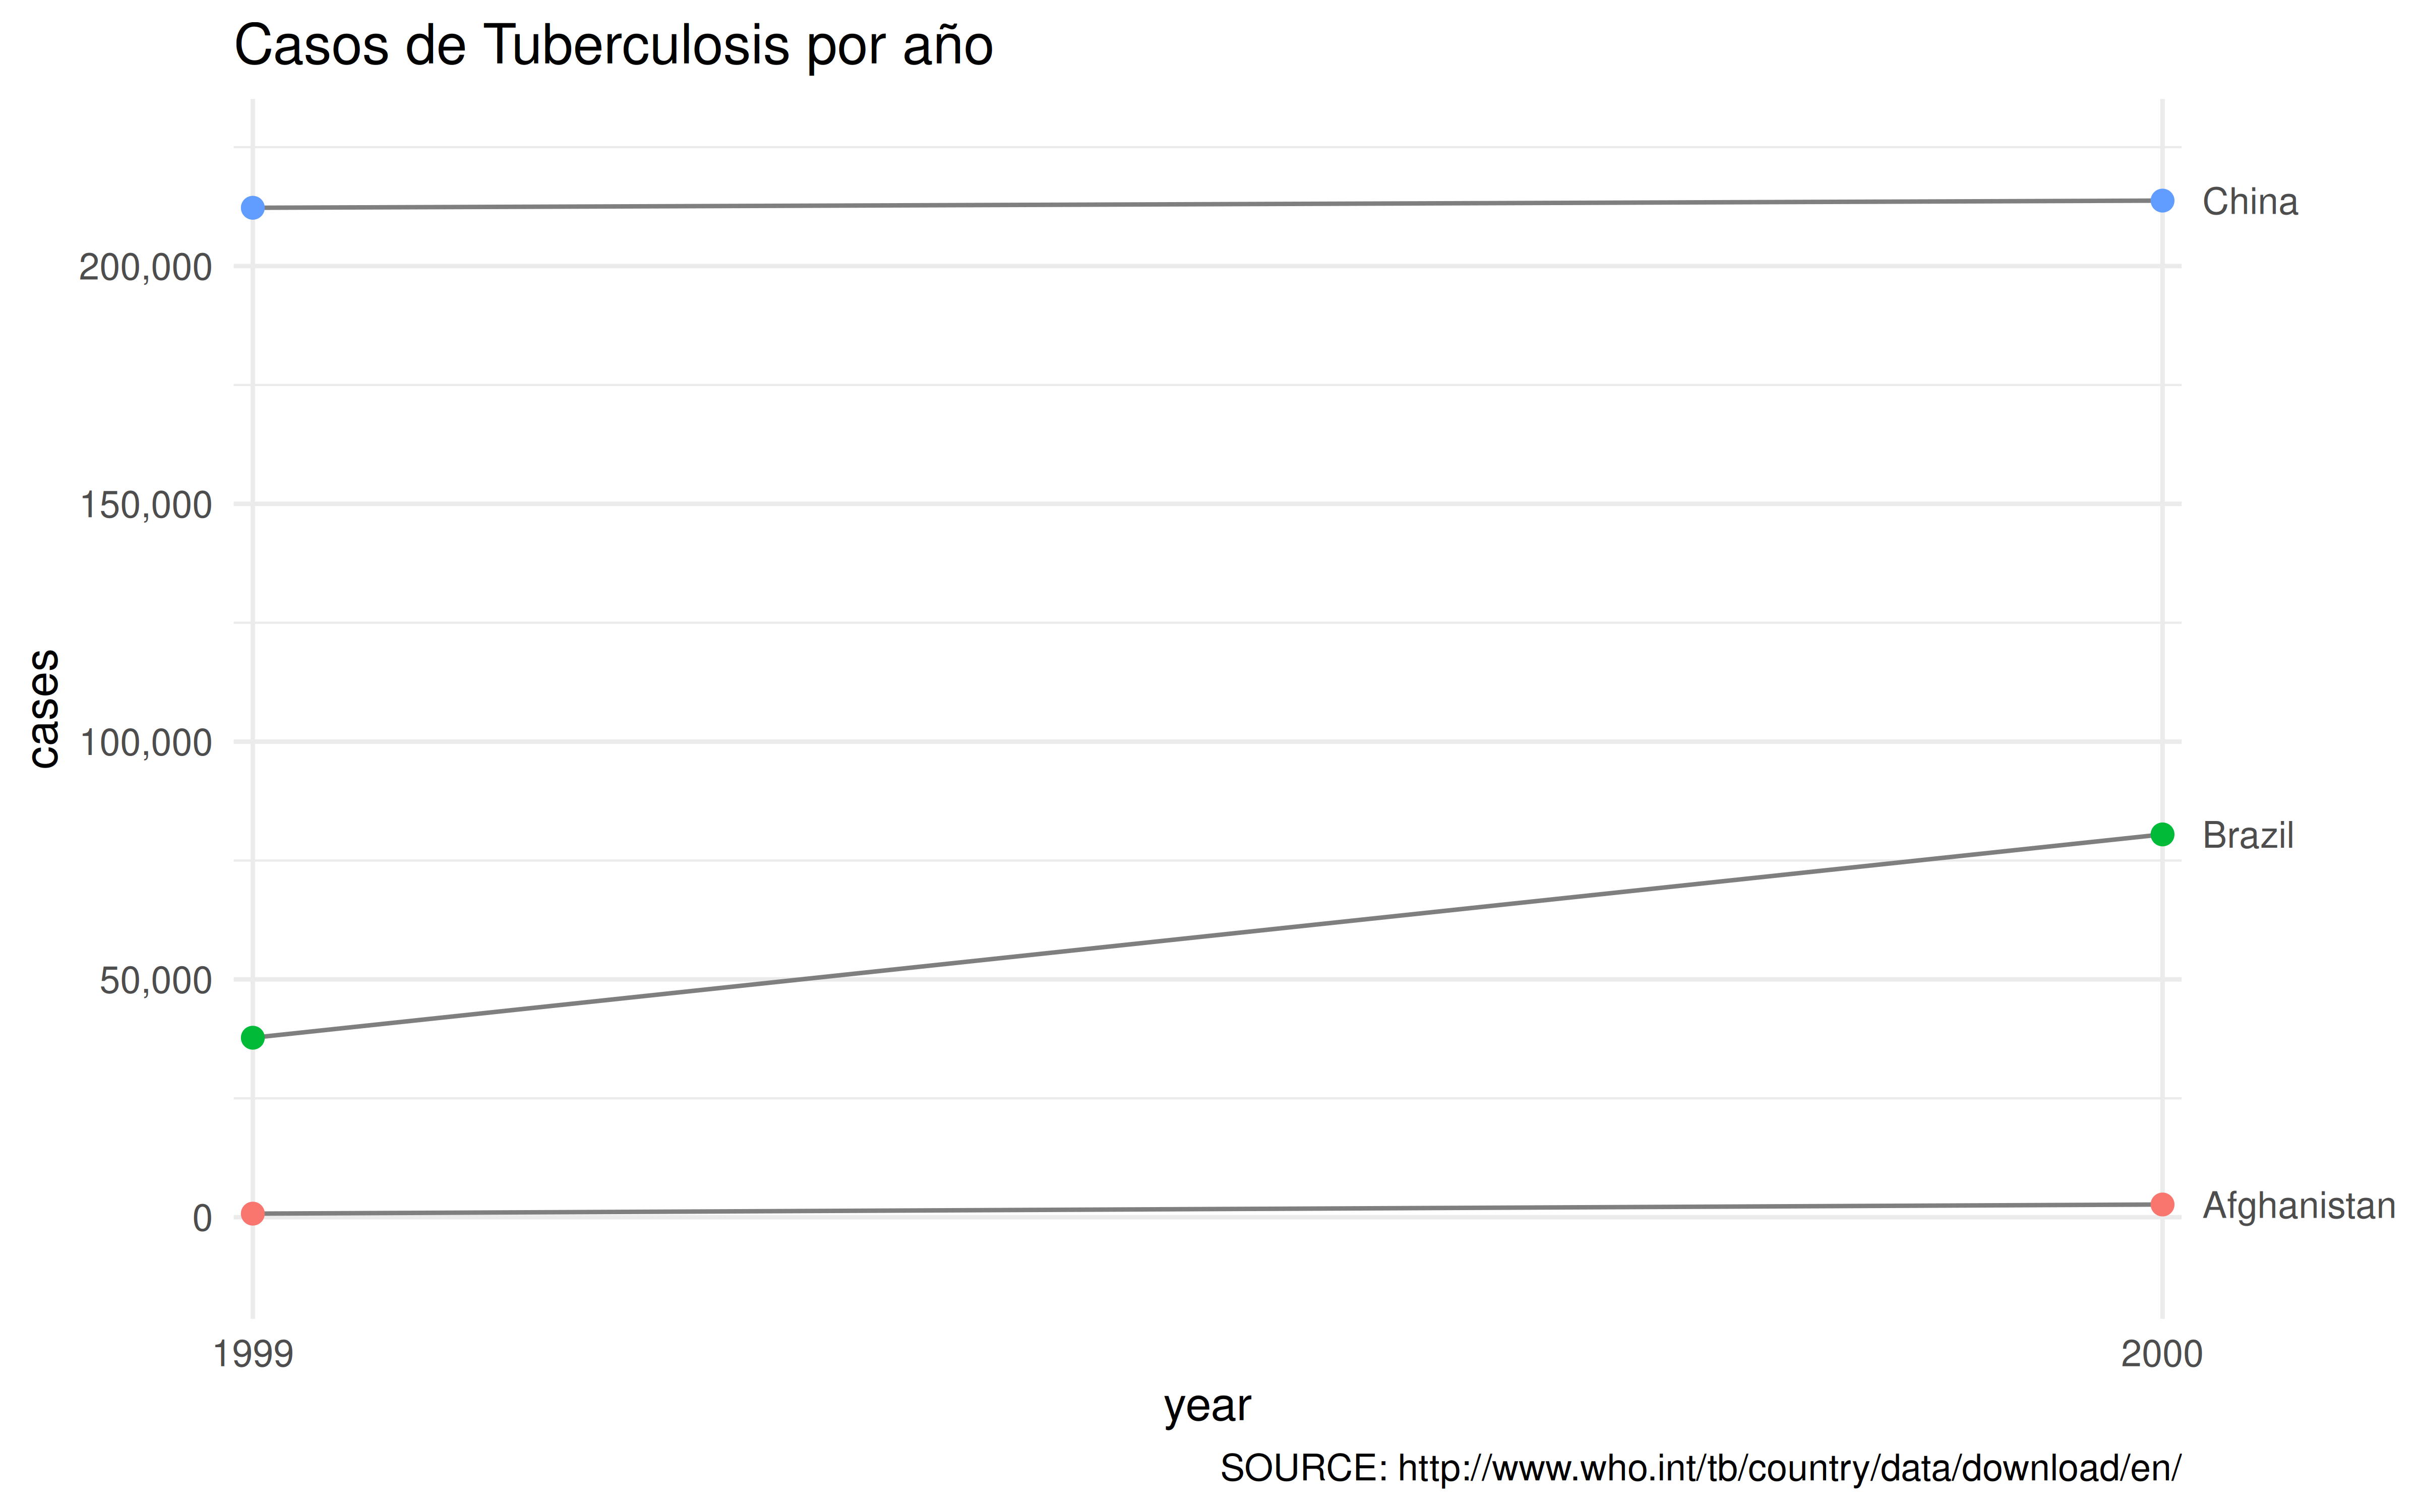 Casos de Tuberculosis por año
China
200,000
150,000
cases
100,000
Brazil
50,000
0
Afghanistan
1999
2000
year
SOURCE: http://www.who.int/tb/country/data/download/en/